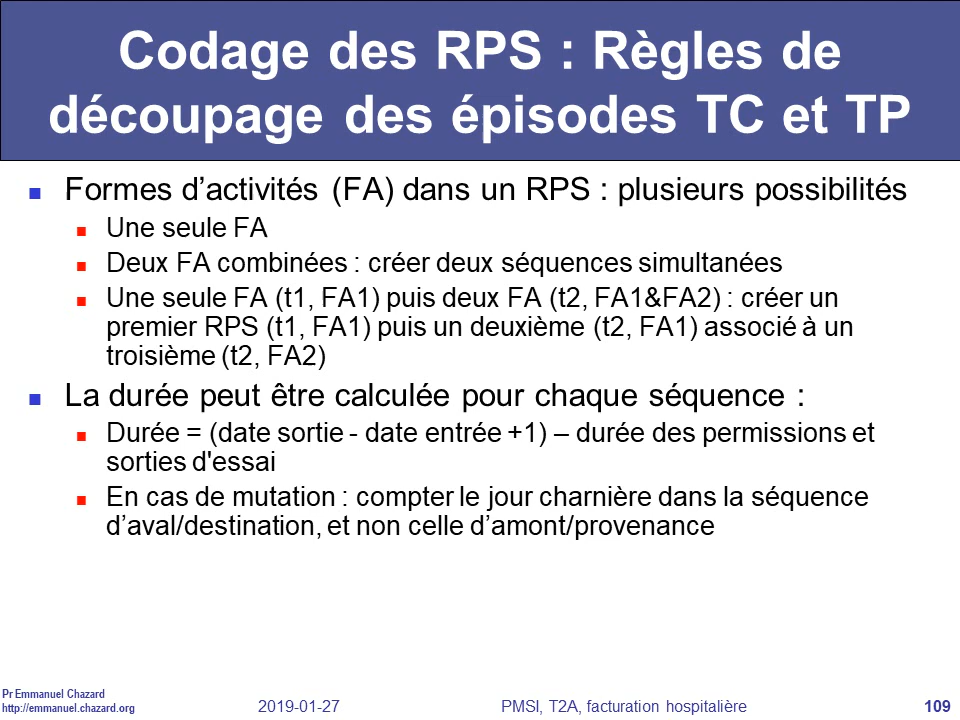 Codage des RPS : Règles de
découpage des épisodes TC et TP
Formes d’activités (FA) dans un RPS : plusieurs possibilités
Une seule FA
Deux FA combinées : créer deux séquences simultanées
Une seule FA (t1, FA1) puis deux FA (t2, FA1&FA2) : créer un
premier RPS (t1, FA1) puis un deuxième (t2, FA1) associé à un
troisième (t2, FA2)
La durée peut être calculée pour chaque séquence :
Durée = (date sortie - date entrée +1) – durée des permissions et
sorties d'essai
En cas de mutation : compter le jour charnière dans la séquence
d’aval/destination, et non celle d’amont/provenance
Pr Emmanuel Chazard
http://emmanuel.chazard.org
2019-01-27
PMSI, T2A, facturation hospitalière
109